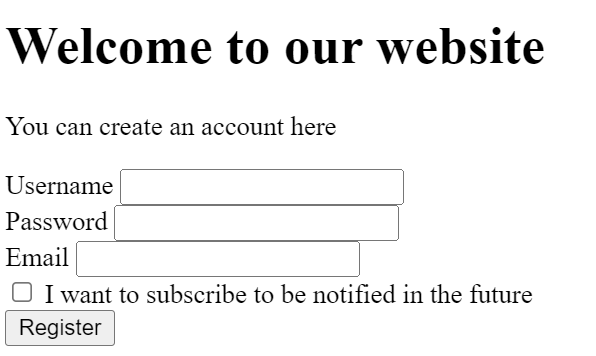 Welcome to our website
You can create an account here
Username
Password
Email
I want to subscribe to be notified in the future
Register